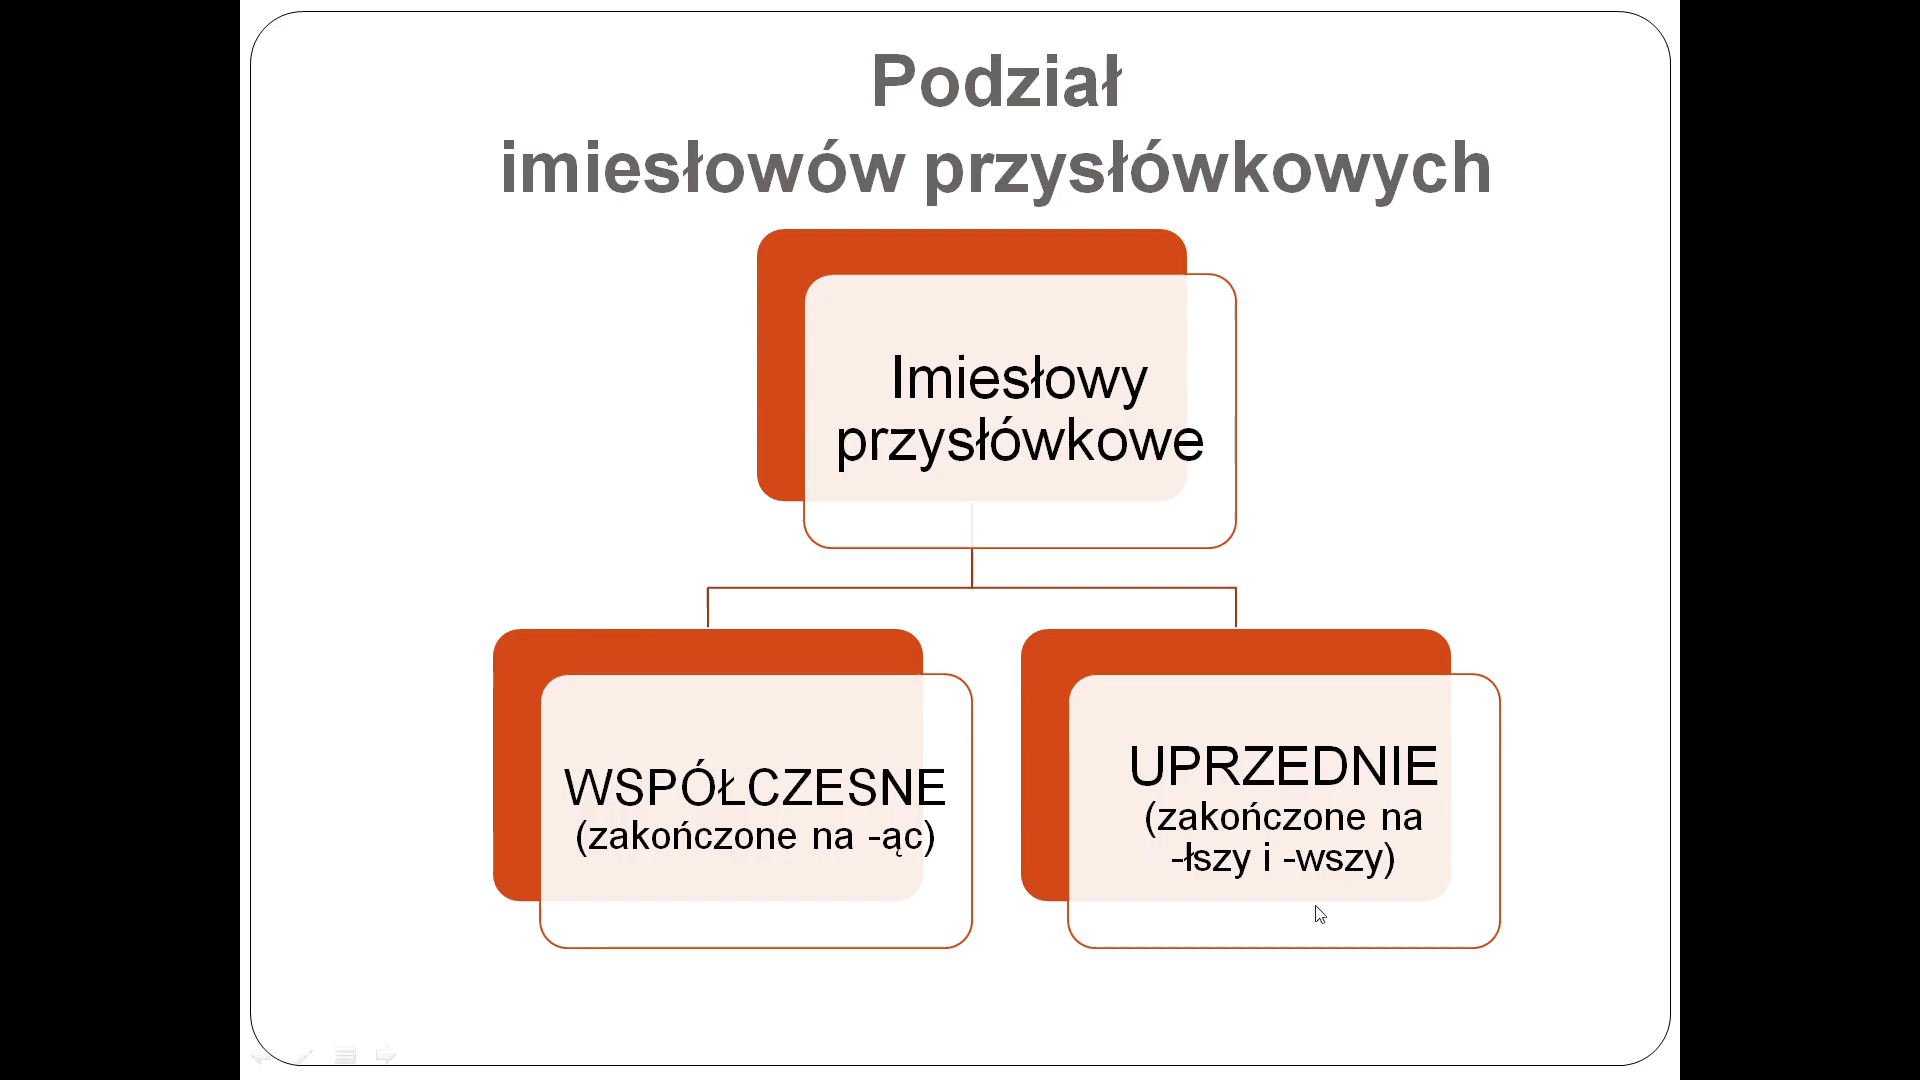 Podział
imiesłowów przysłówkowych
Imiesłowy
przysłówkowe
WSPÓŁCZESNE
(zakończone na -ąc)
UPRZEDNIE
(zakończone na
-łszy i -wszy)